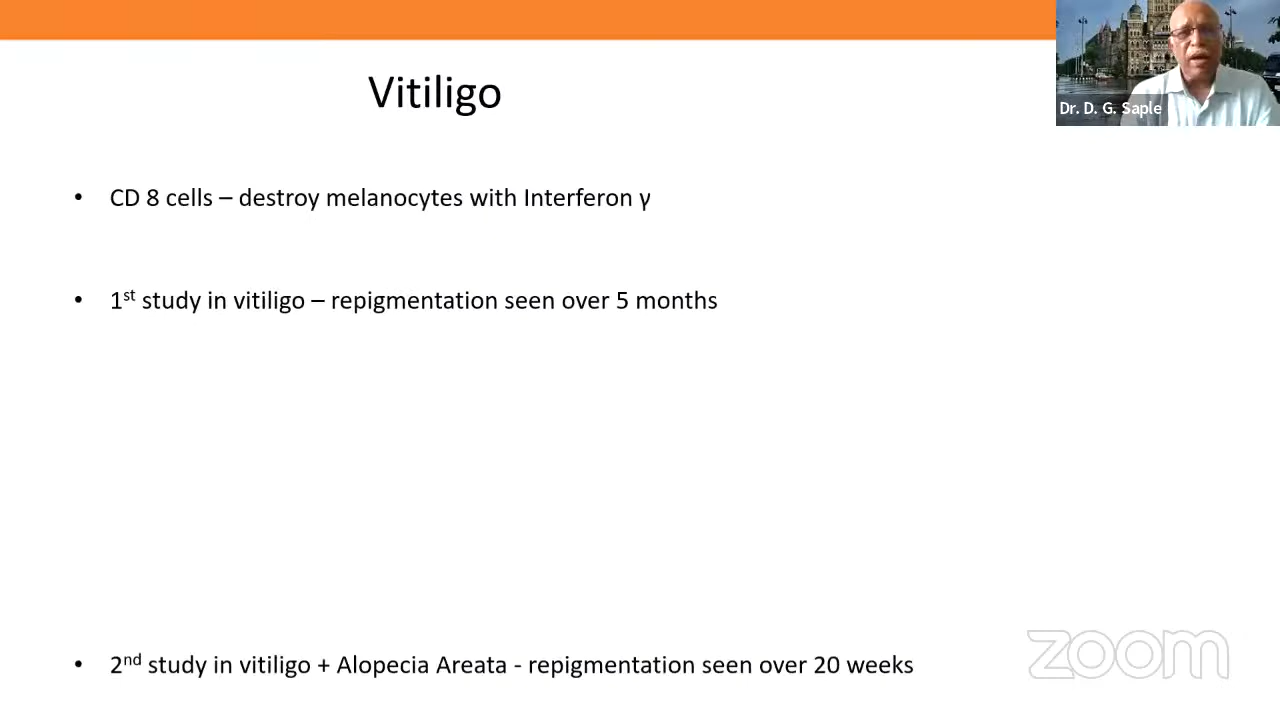 Vitiligo
Dr. D. G. Saple
• CD 8 cells – destroy melanocytes with Interferon γ
• 1st study in vitiligo – repigmentation seen over 5 months
• 2nd study in vitiligo + Alopecia Areata - repigmentation seen over 20 weeks
zoom